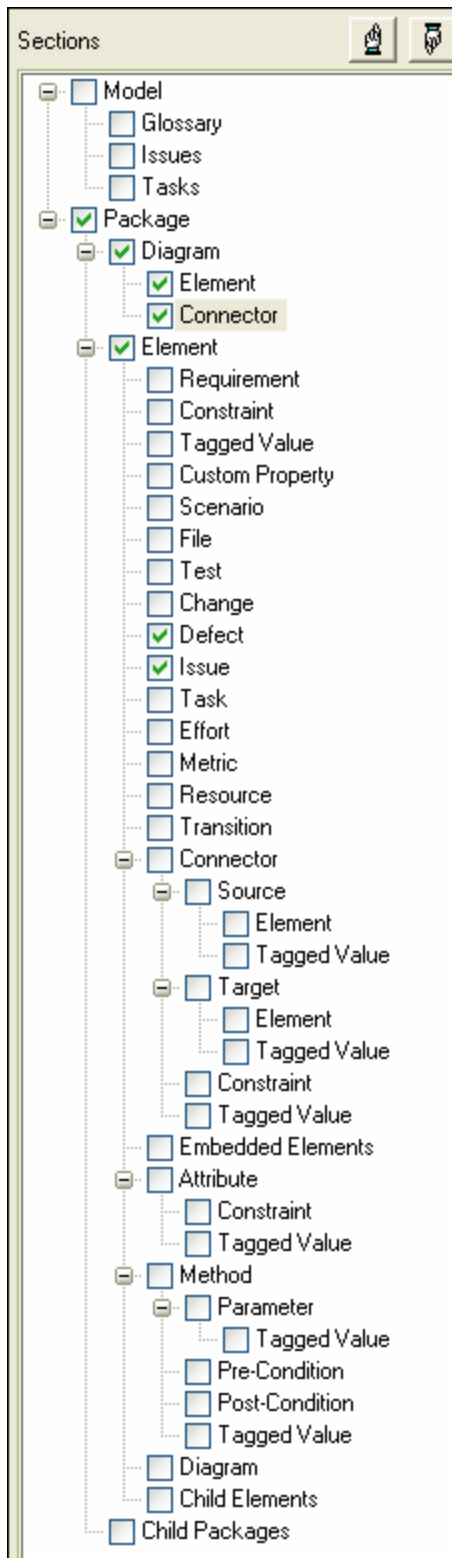 Sections
Model
Glossary
Issues
Tasks
Package
Diagram
Element
Connector
Element
Requirement
Constraint
Tagged Value
Custom Property
Scenario
File
Test
Change
Defect
Issue
Task
Effort
Metric
Resource
Transition
Connector
Source
Element
Tagged Value
Target
Element
Tagged Value
Constraint
Tagged Value
Embedded Elements
Attribute
Constraint
Tagged Value
Method
Parameter
Tagged Value
Pre-Condition
Post-Condition
Tagged Value
Diagram
Child Elements
Child Packages